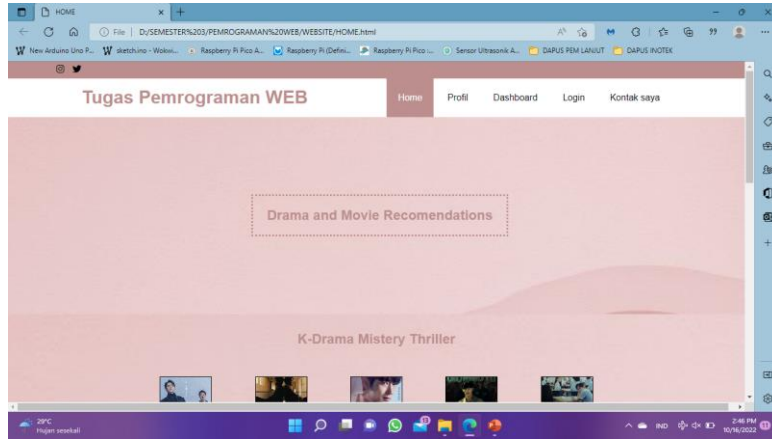 HOME
File | D:/SEMESTER%203/PEMROGRAMAN%20WEB/WEBSITE/HOME.html
New Arduino Uno P... sketch.ino - Wokwi... Raspberry Pi Pico A... Raspberry Pi (Defini... Raspberry Pi Pico :... Sensor Ultrasonik A... DAPUS PEM LANJUT DAPUS INOTEK
Tugas Pemrograman WEB Home Profil Dashboard Login Kontak saya
Drama and Movie Recomendations
K-Drama Mistery Thriller
29°C
Hujan sesekali
IND
2:46 PM
10/16/2022